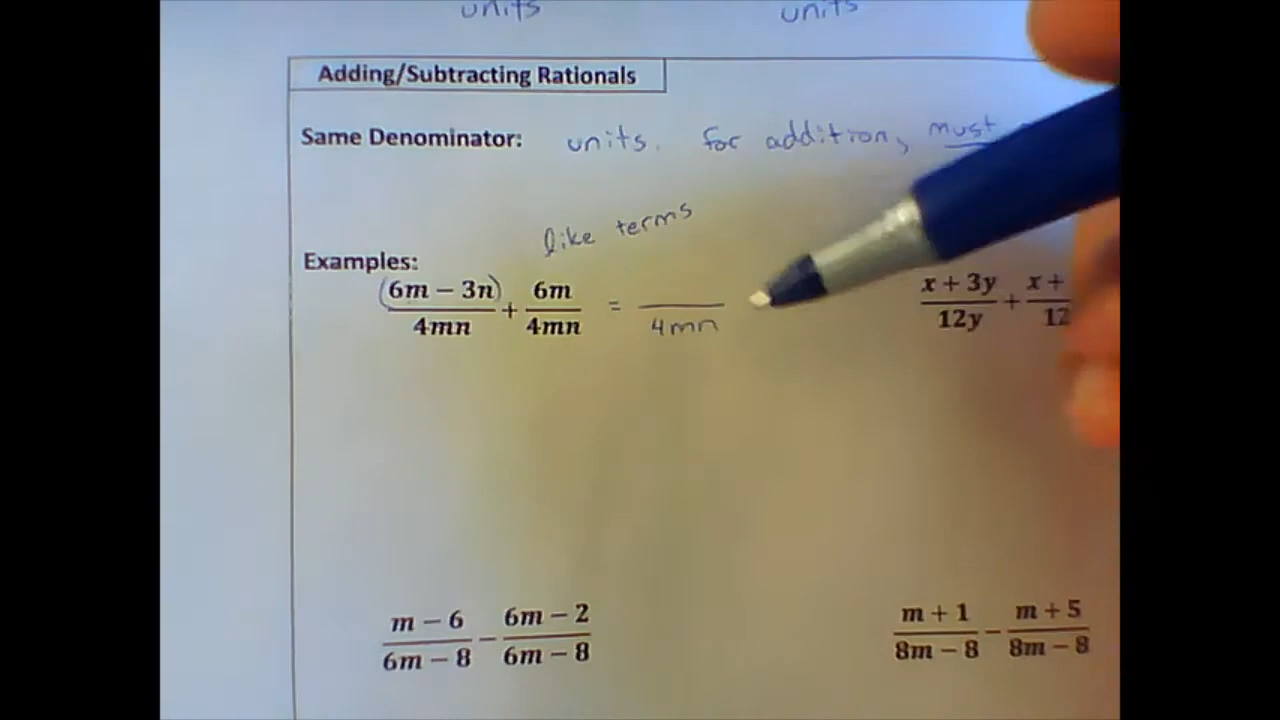 units units
Adding/Subtracting Rationals
Same Denominator: units. for addition, must
like terms
Examples:
(6m − 3n)/4mn + 6m/4mn = /4mn
x + 3y/12y + x +/12
m − 6/6m − 8 − 6m − 2/6m − 8
m + 1/8m − 8 − m + 5/8m − 8